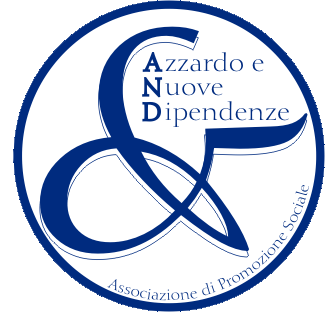 Azzardo e
Nuove
Dipendenze
Associazione di Promozione Sociale